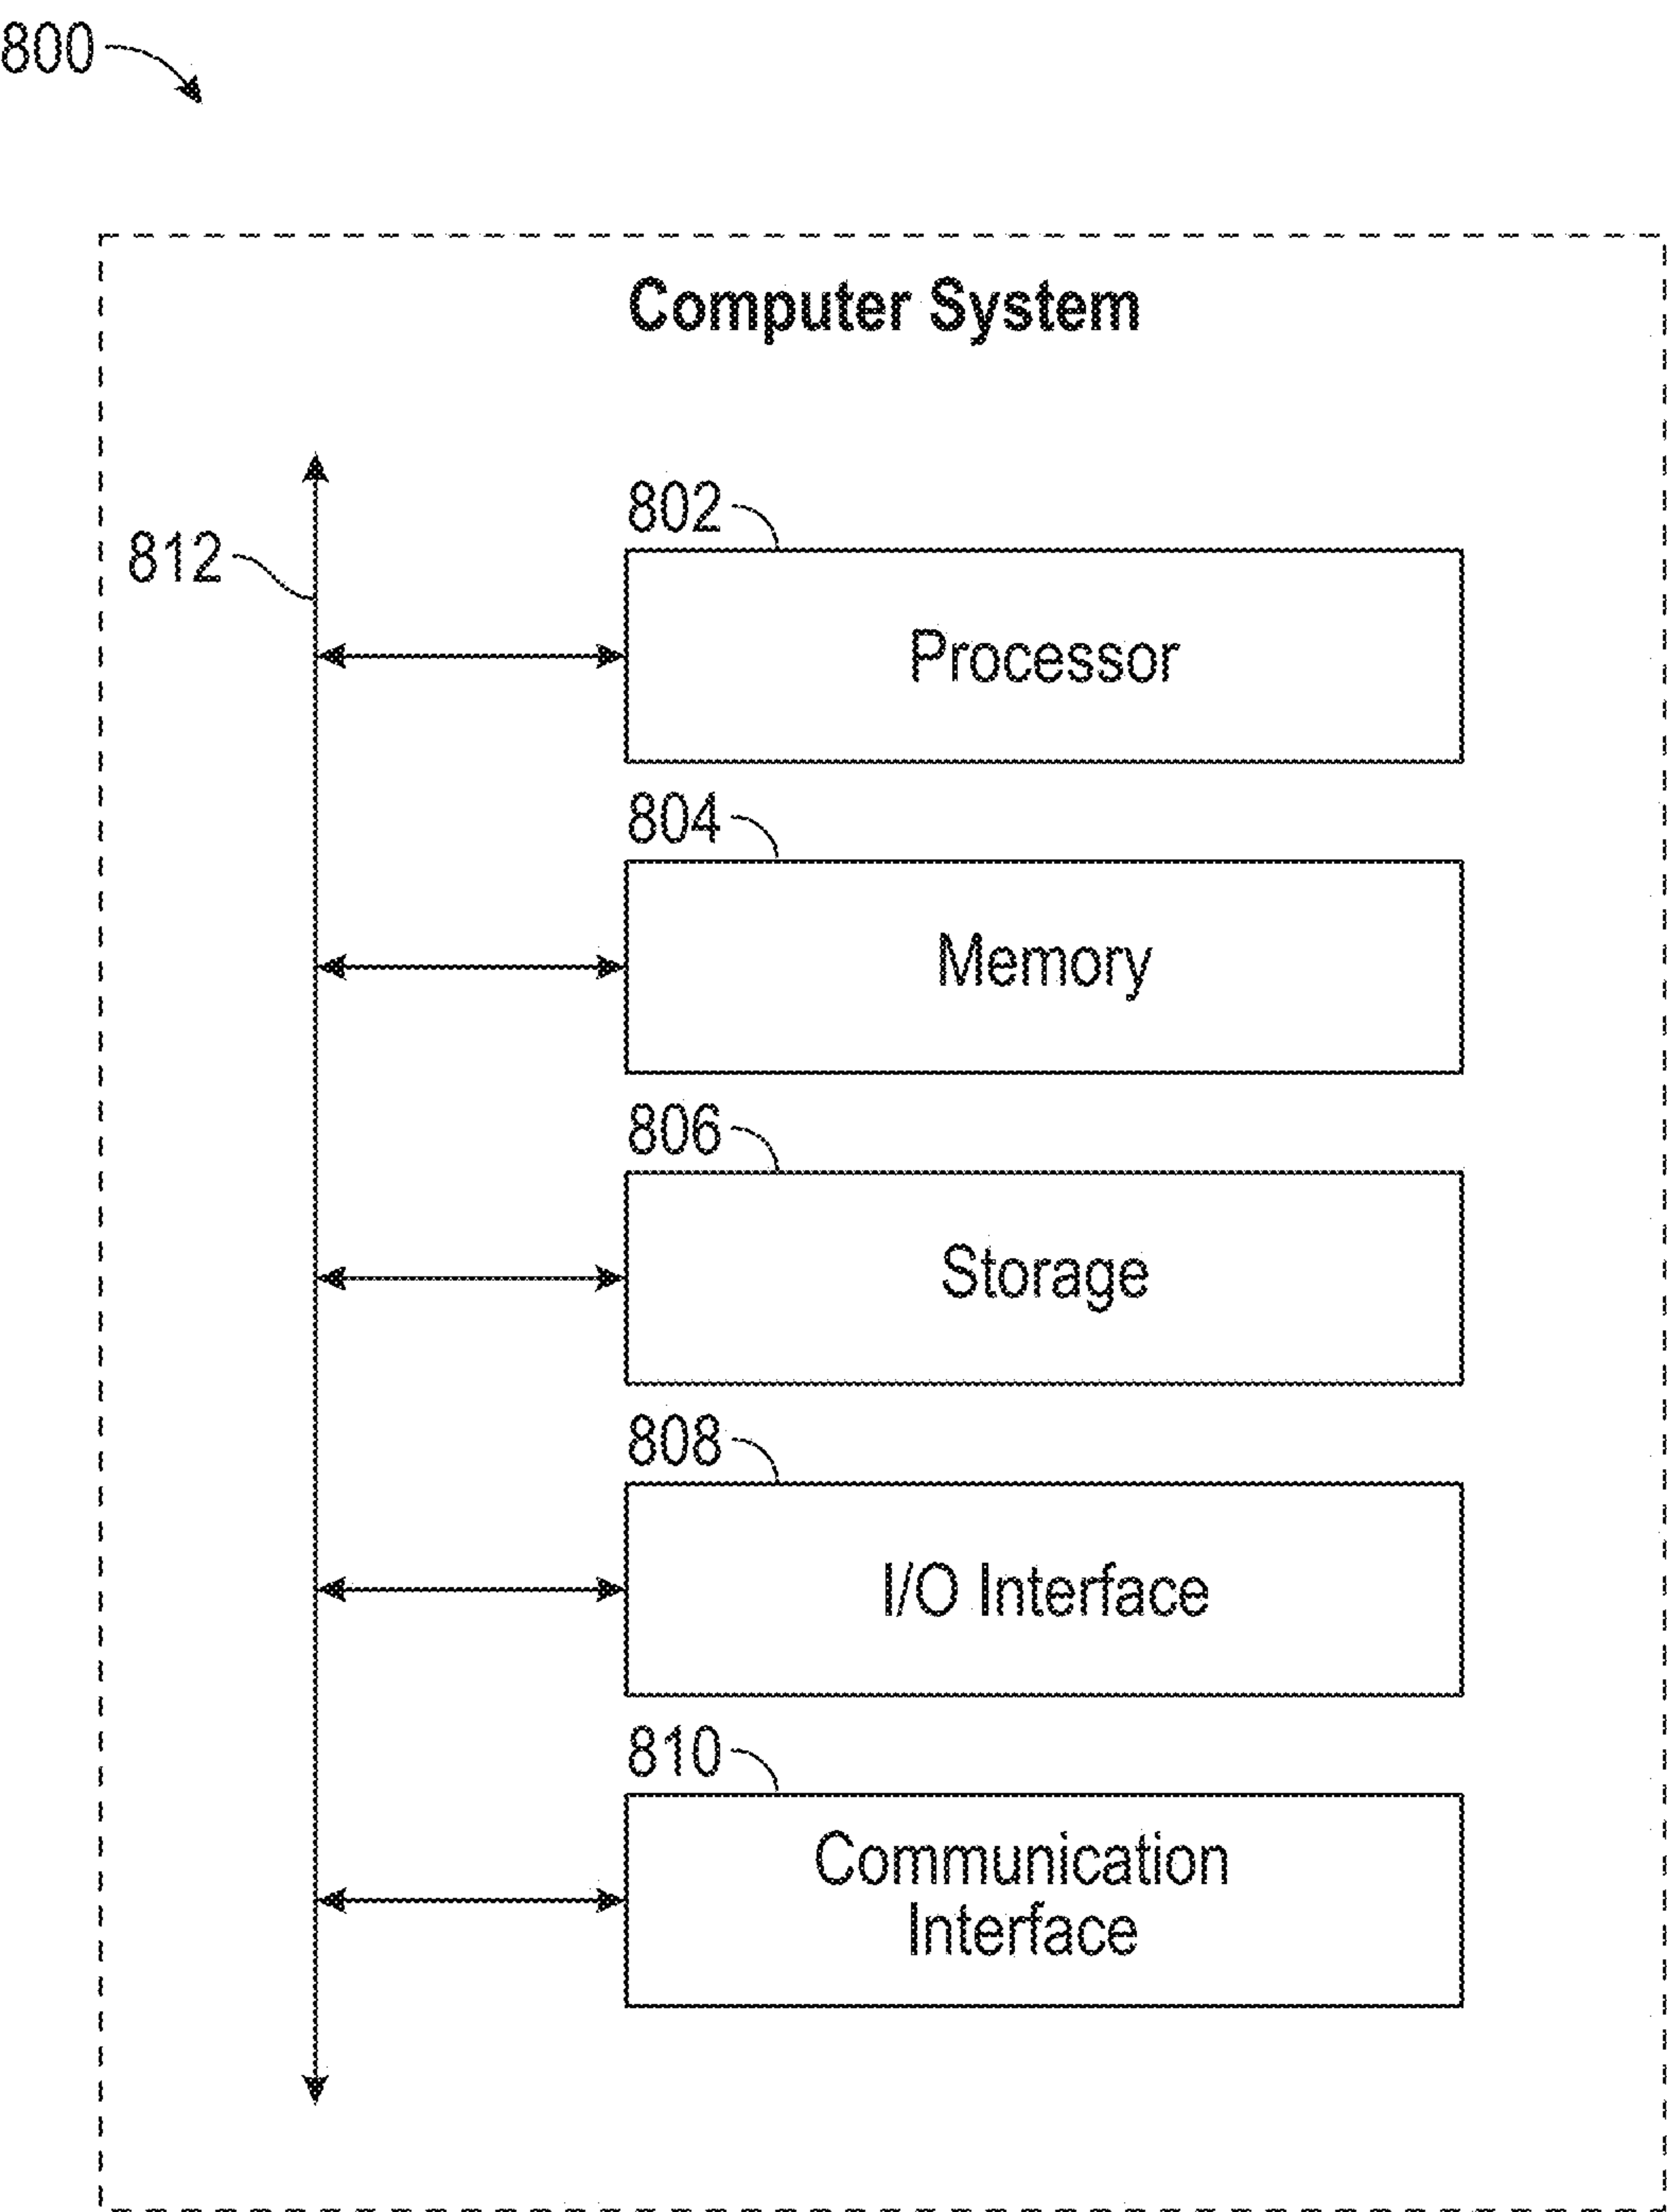 800
Computer System
802
812
Processor
804
Memory
806
Storage
808
I/O Interface
810
Communication
Interface